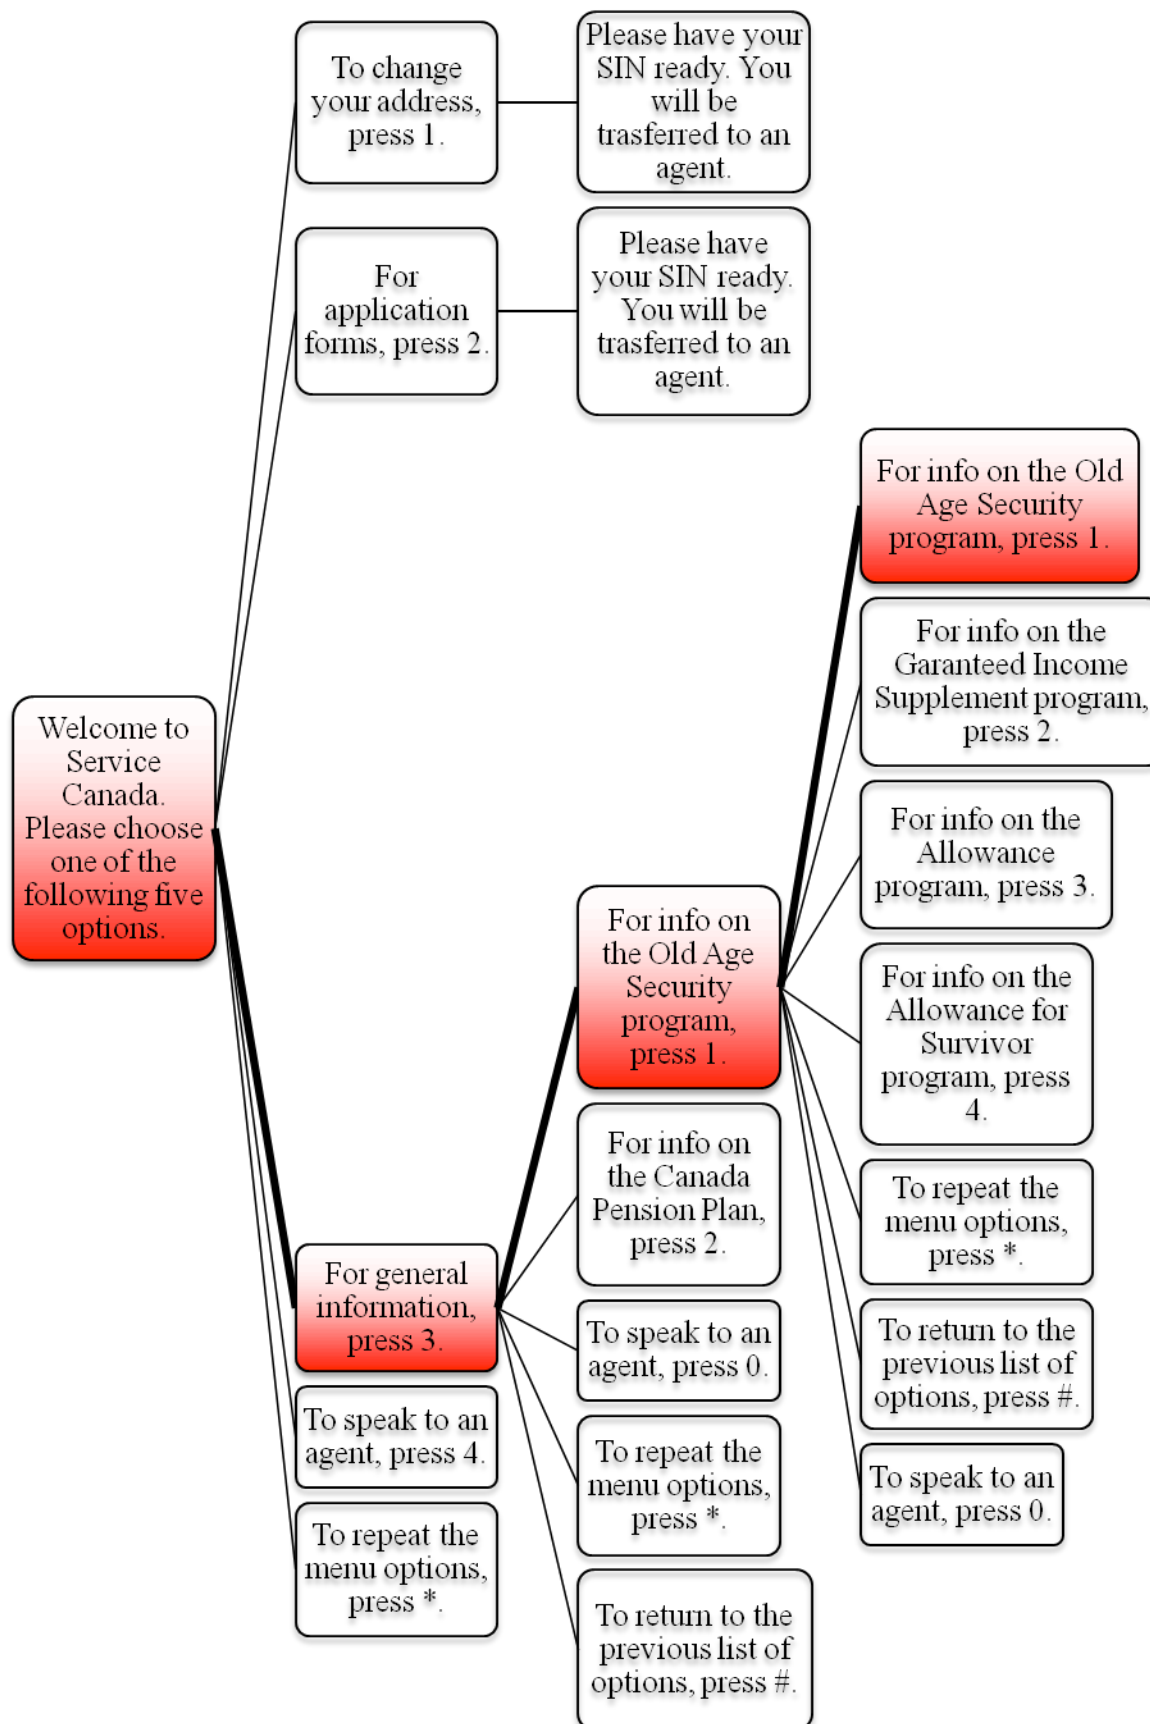 Welcome to
Service
Canada.
Please choose
one of the
following five
options.
To change
your address,
press 1.
Please have your
SIN ready. You
will be
trasferred to an
agent.
For
application
forms, press 2.
Please have
your SIN ready.
You will be
trasferred to an
agent.
For general
information,
press 3.
For info on
the Old Age
Security
program,
press 1.
For info on the Old
Age Security
program, press 1.
For info on the
Garanteed Income
Supplement program,
press 2.
For info on the
Allowance
program, press 3.
For info on the
Allowance for
Survivor
program, press
4.
To repeat the
menu options,
press *.
To return to the
previous list of
options, press #.
To speak to an
agent, press 0.
For info on
the Canada
Pension Plan,
press 2.
To speak to an
agent, press 0.
To repeat the
menu options,
press *.
To return to the
previous list of
options, press #.
To speak to an
agent, press 4.
To repeat the
menu options,
press *.